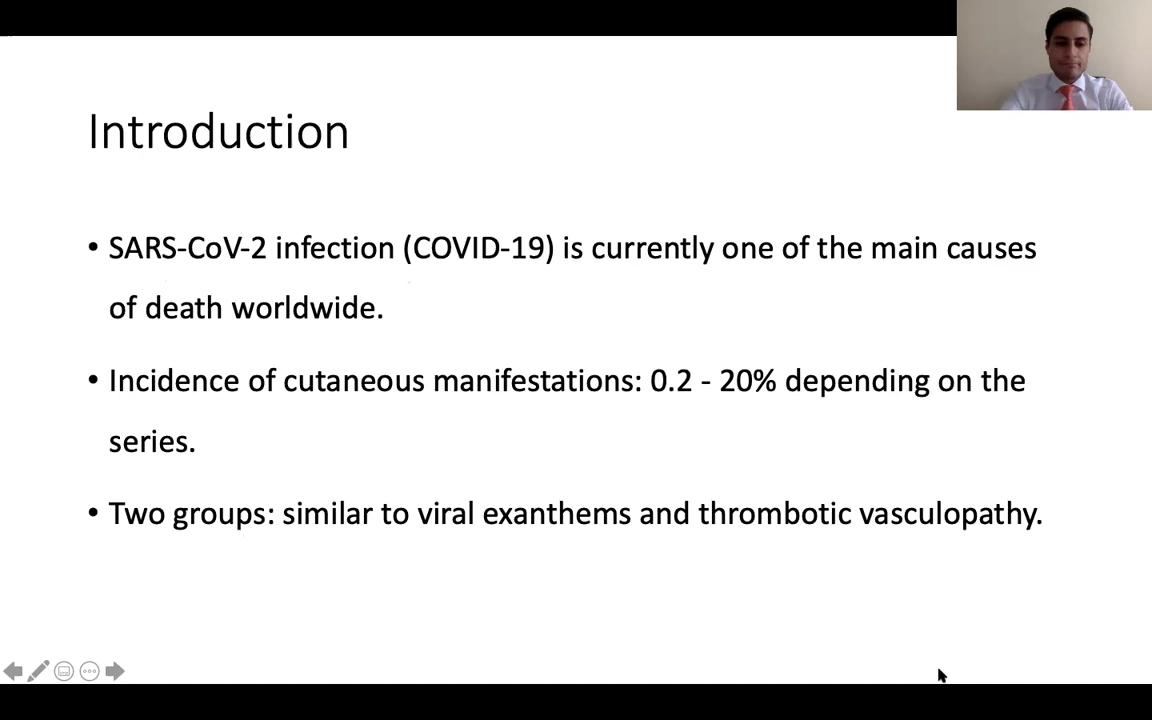 Introduction
• SARS-CoV-2 infection (COVID-19) is currently one of the main causes
of death worldwide.
• Incidence of cutaneous manifestations: 0.2 - 20% depending on the
series.
• Two groups: similar to viral exanthems and thrombotic vasculopathy.